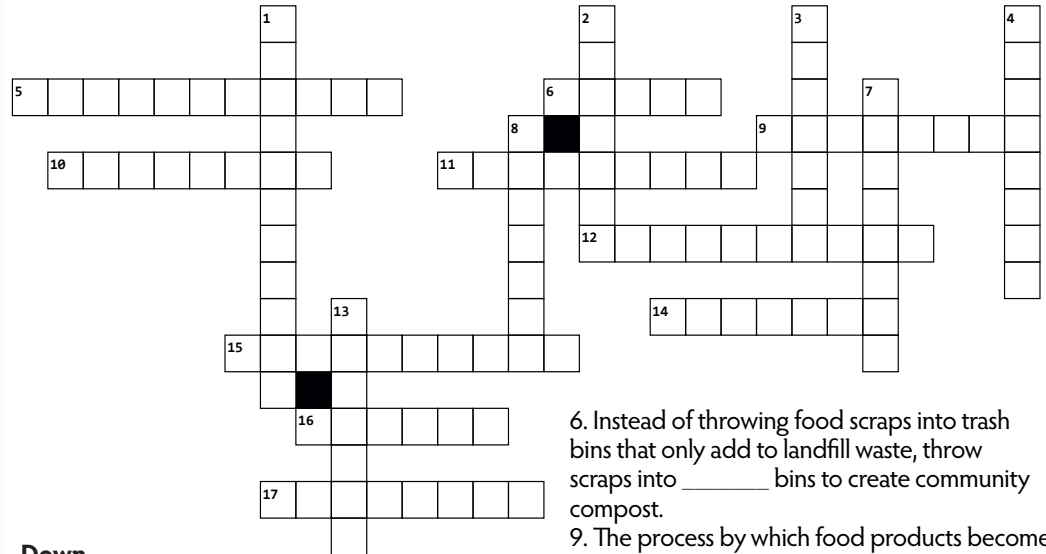 1
2
3
4
5
6
7
8
9
10
11
12
13
14
15
16
17
6. Instead of throwing food scraps into trash
bins that only add to landfill waste, throw
scraps into _______ bins to create community
compost.
9. The process by which food products become
Down